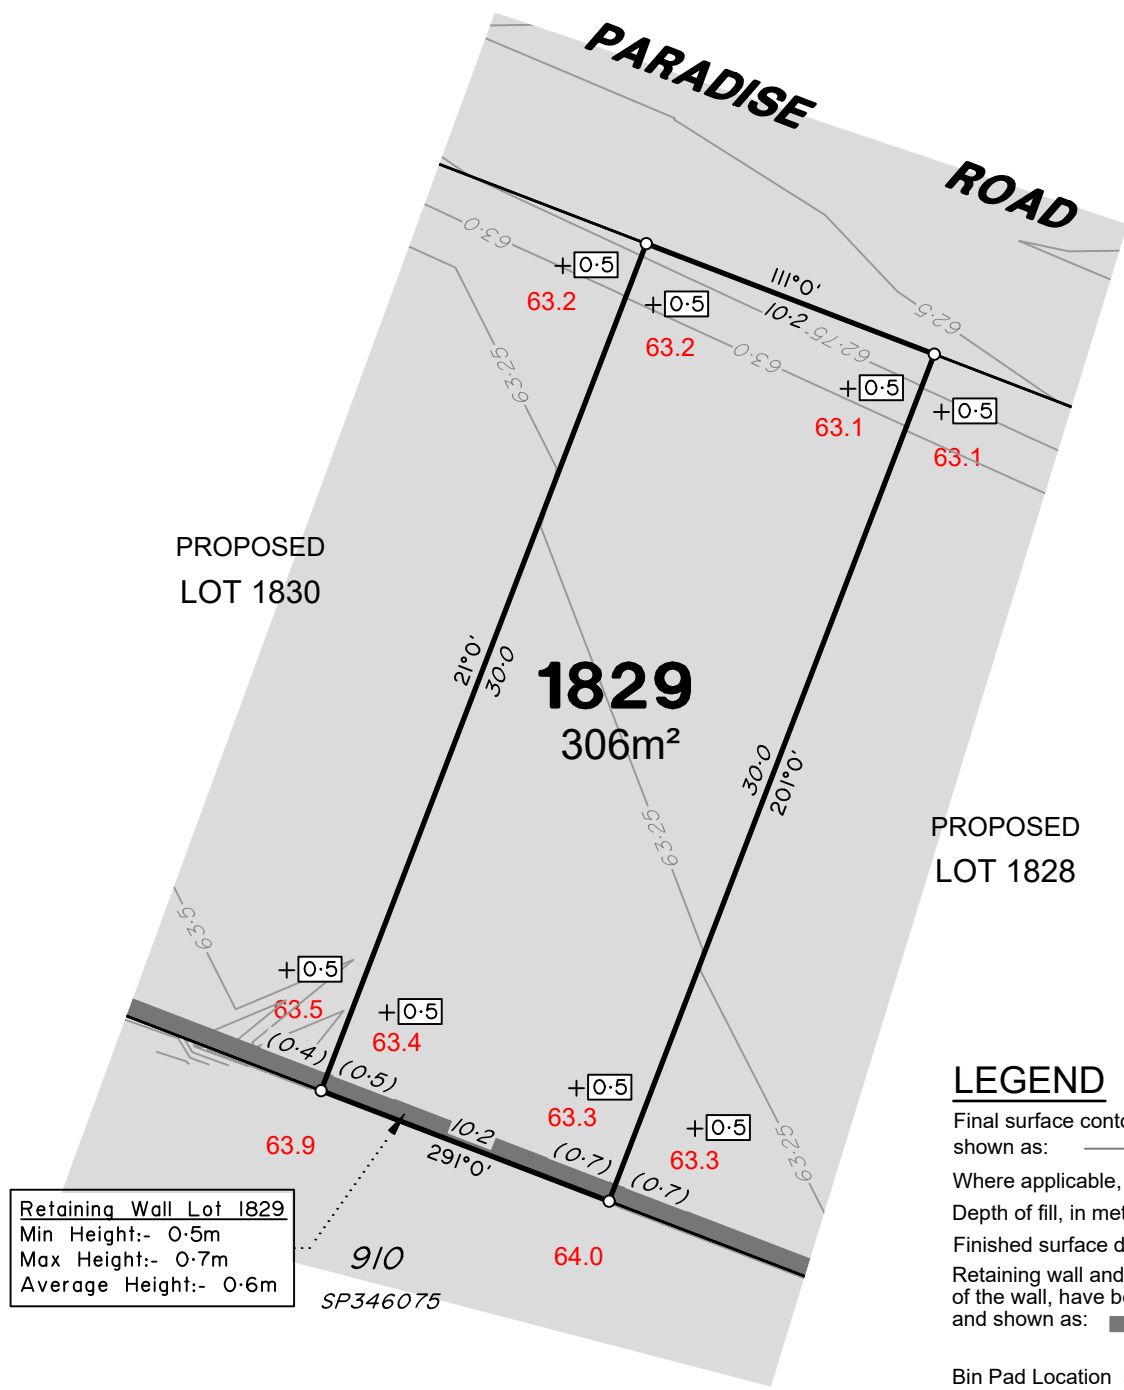 PARADISE
ROAD
63·0
+ 0·5
63.2
+ 0·5
63.2
111°0'
10·2
62·75
62·5
63·0
+ 0·5
63.1
+ 0·5
63.1
63·25
PROPOSED
LOT 1830
21°0'
30·0
1829
306m²
30·0
201°0'
63·25
PROPOSED
LOT 1828
63·5
+ 0·5
63.5
+ 0·5
63.4
(0·4)
(0·5)
+ 0·5
63.3
+ 0·5
63.3
63·25
10·2
291°0'
(0·7)
(0·7)
63.9
64.0
Retaining Wall Lot 1829
Min Height:- 0·5m
Max Height:- 0·7m
Average Height:- 0·6m
910
SP346075
LEGEND
Final surface conto
shown as:
Where applicable,
Depth of fill, in met
Finished surface d
Retaining wall and
of the wall, have be
and shown as:
Bin Pad Location